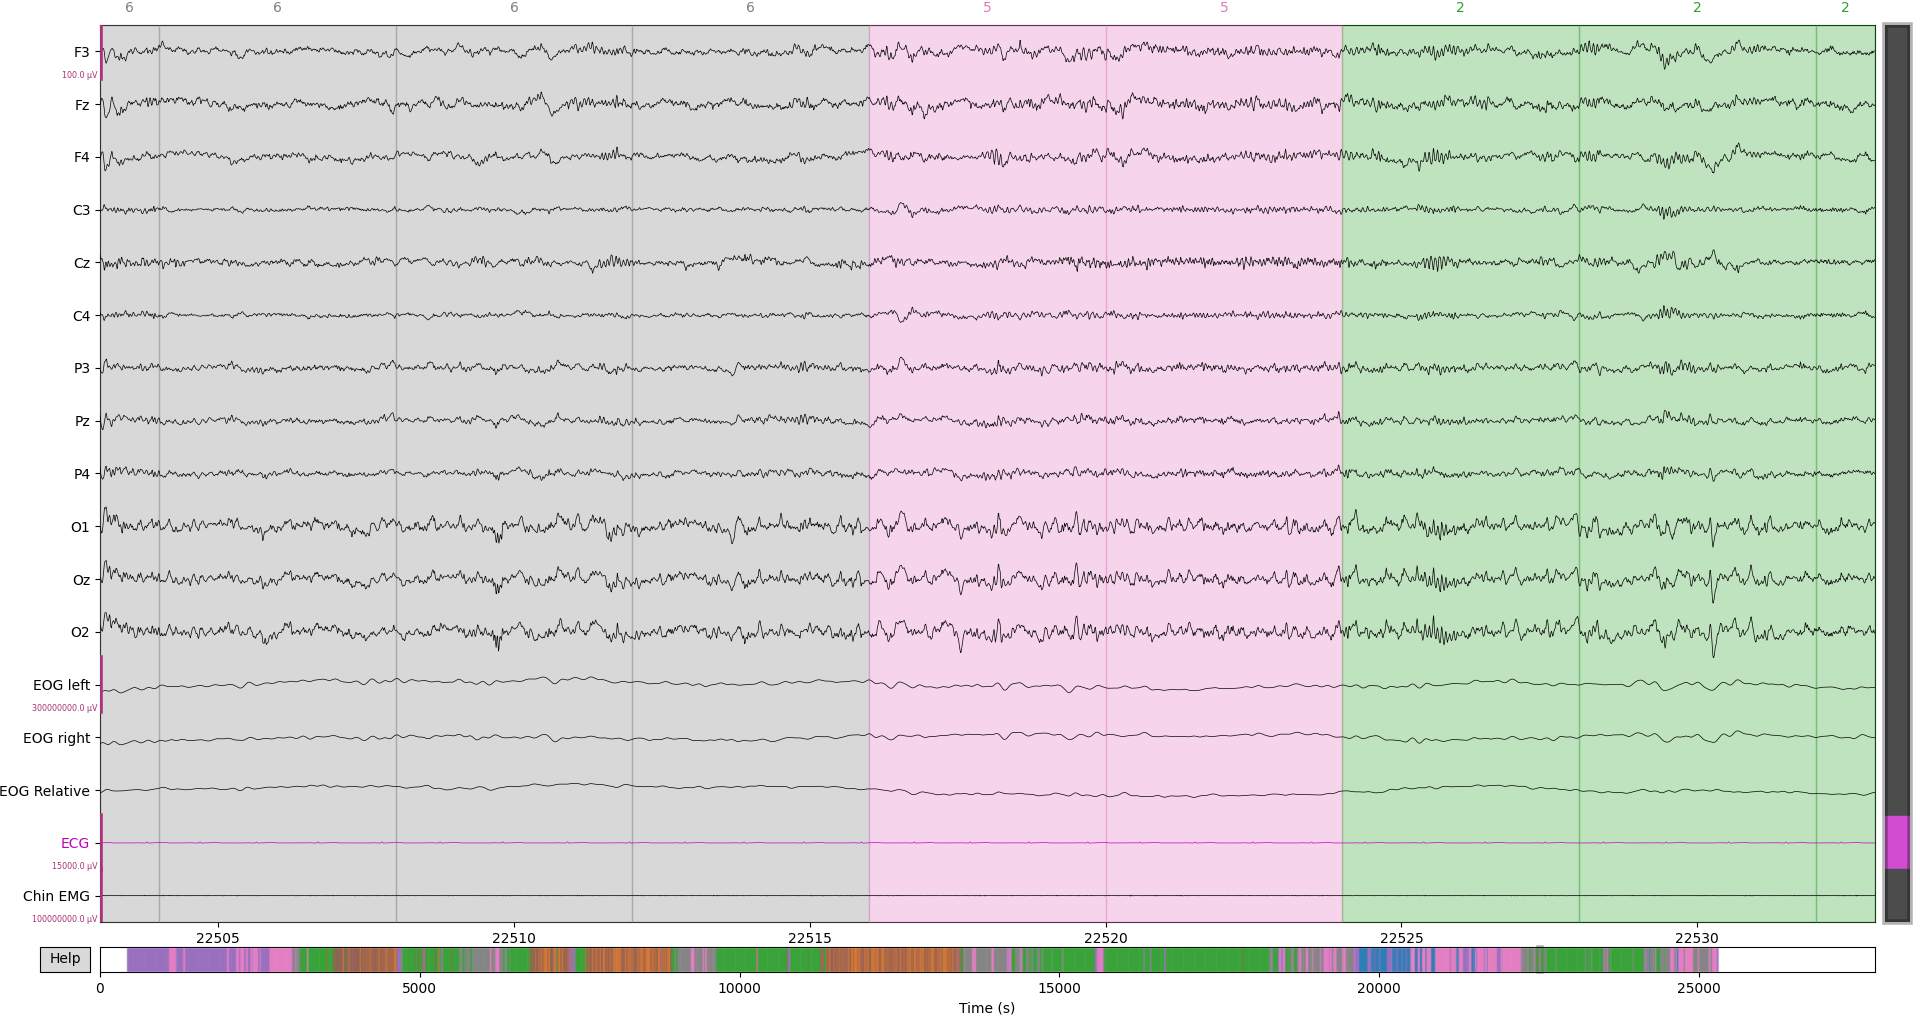 6 6 6 6 5 5 2 2 2
F3
100.0 µV
Fz
F4
C3
Cz
C4
P3
Pz
P4
O1
Oz
O2
EOG left
300000000.0 µV
EOG right
EOG Relative
ECG
15000.0 µV
Chin EMG
100000000.0 µV
22505 22510 22515 22520 22525 22530
Help
0 5000 10000 15000 20000 25000
Time (s)